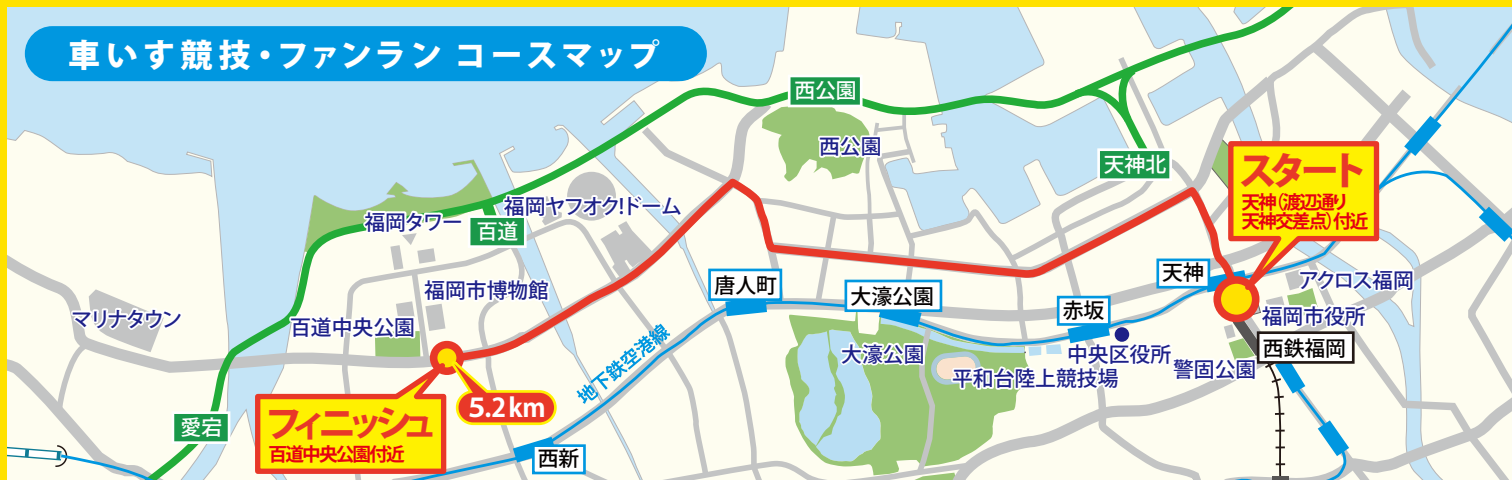 車いす競技・ファンラン コースマップ
西公園
西公園
天神北
スタート
天神（渡辺通り
天神交差点）付近
福岡タワー
百道
福岡ヤフオク!ドーム
天神
アクロス福岡
唐人町
大濠公園
赤坂
福岡市博物館
マリナタウン
百道中央公園
福岡市役所
西鉄福岡
地下鉄空港線
大濠公園
中央区役所
平和台陸上競技場
警固公園
5.2km
フィニッシュ
百道中央公園付近
愛宕
西新